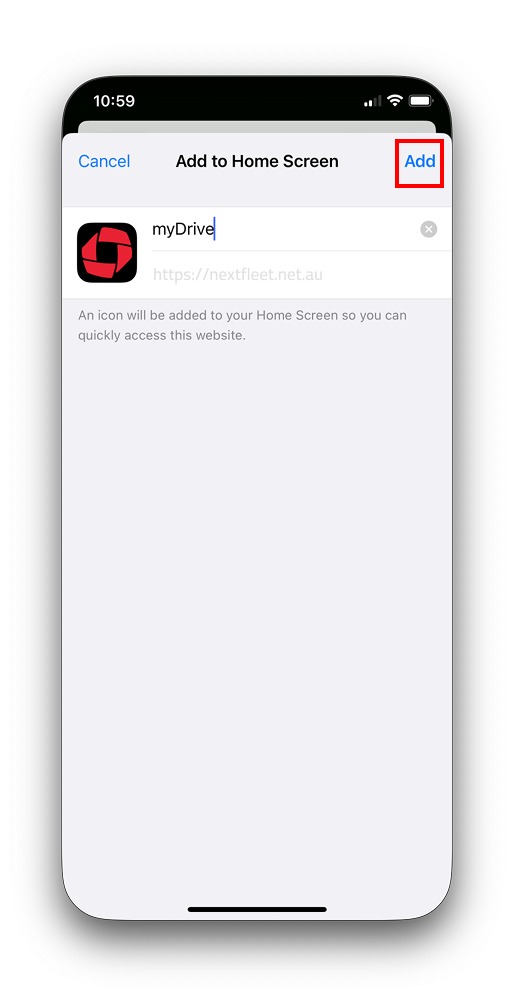 10:59
Cancel
Add to Home Screen
Add
myDrive
https://nextfleet.net.au
An icon will be added to your Home Screen so you can
quickly access this website.